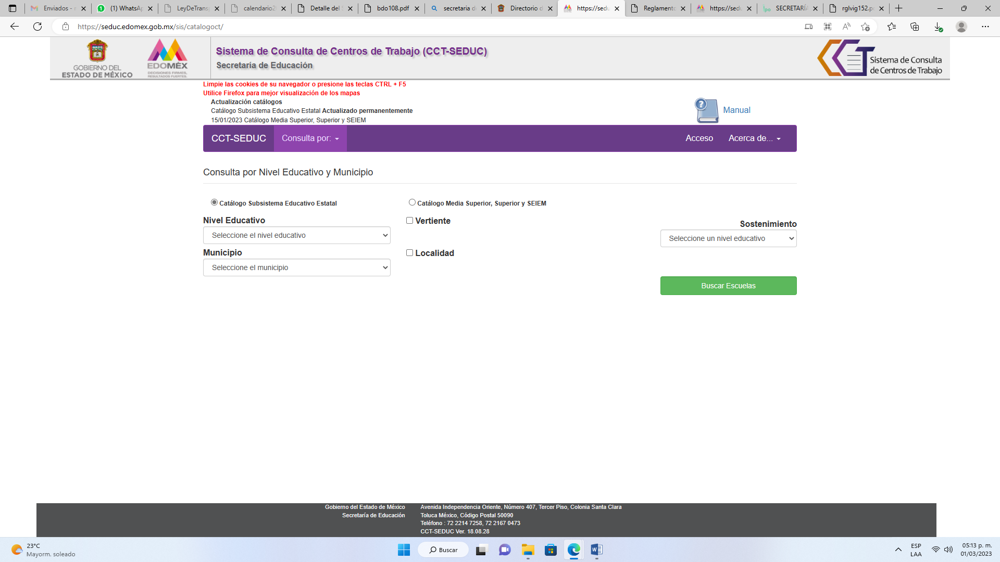 Enviados - r
(1) WhatsAp
LeyDeTransp
calendario2
Detalle del S
bdo108.pdf
secretaria d
Directorio d
https://sedu
Reglamento
https://sedu
SECRETARÍA
rglvig152.p
https://seduc.edomex.gob.mx/sis/catalogoct/
GOBIERNO DEL
ESTADO DE MÉXICO
EDOMÉX
DECISIONES FIRMES,
RESULTADOS FUERTES.
Sistema de Consulta de Centros de Trabajo (CCT-SEDUC)
Secretaría de Educación
Sistema de Consulta
de Centros de Trabajo
Limpie las cookies de su navegador o presione las teclas CTRL + F5
Utilice Firefox para mejor visualización de los mapas
Actualización catálogos
Catálogo Subsistema Educativo Estatal Actualizado permanentemente
15/01/2023 Catálogo Media Superior, Superior y SEIEM
Manual
CCT-SEDUC Consulta por: Acceso Acerca de...
Consulta por Nivel Educativo y Municipio
Catálogo Subsistema Educativo Estatal Catálogo Media Superior, Superior y SEIEM
Nivel Educativo
Vertiente
Sostenimiento
Seleccione el nivel educativo
Seleccione un nivel educativo
Municipio
Localidad
Seleccione el municipio
Buscar Escuelas
Gobierno del Estado de México
Secretaría de Educación
Avenida Independencia Oriente, Número 407, Tercer Piso, Colonia Santa Clara
Toluca México, Código Postal 50090
Teléfono : 72 2214 7258, 72 2167 0473
CCT-SEDUC Ver. 18.08.28
23°C
Mayorm. soleado
Buscar
ESP
LAA
05:13 p. m.
01/03/2023